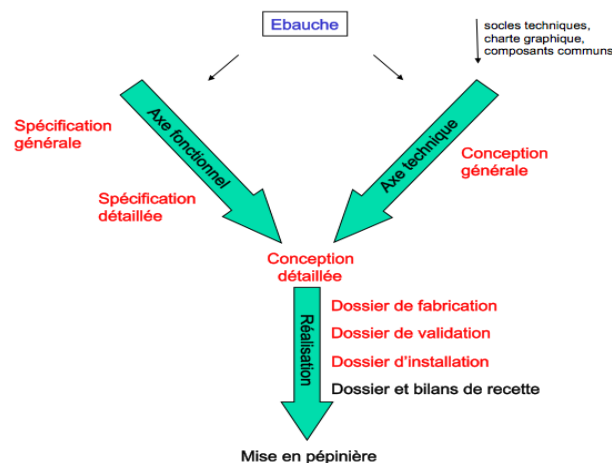 Ebauche
socles techniques,
charte graphique,
composants communs
Axe fonctionnel
Axe technique
Spécification
générale
Conception
générale
Spécification
détaillée
Conception
détaillée
Réalisation
Dossier de fabrication
Dossier de validation
Dossier d'installation
Dossier et bilans de recette
Mise en pépinière